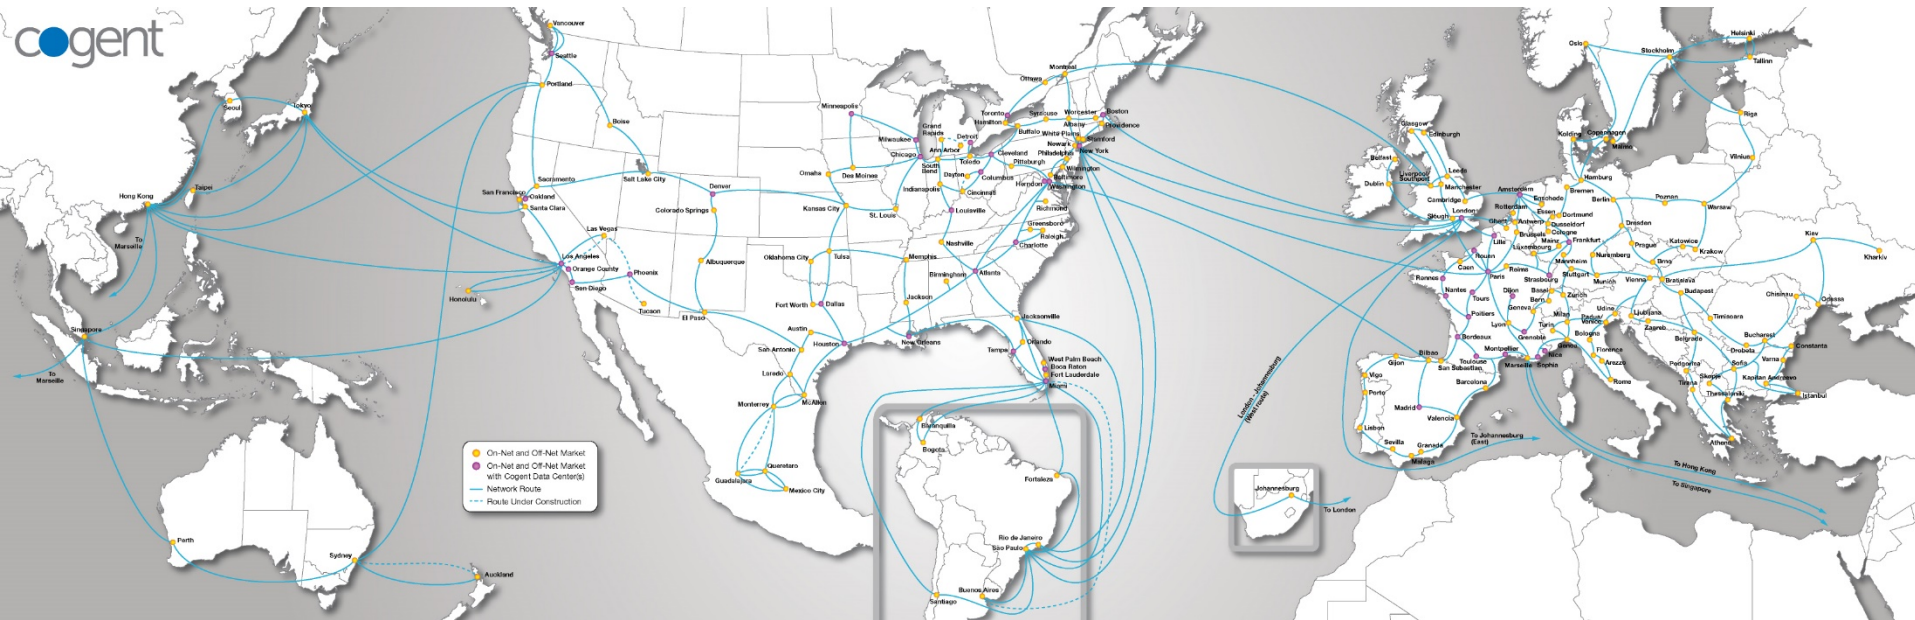 cogent
Vancouver
Seattle
Portland
Boise
Sacramento
San Francisco
Oakland
Santa Clara
Salt Lake City
Denver
Colorado Springs
Las Vegas
Los Angeles
Orange County
San Diego
Phoenix
Tucson
Albuquerque
El Paso
Honolulu
Minneapolis
Milwaukee
Chicago
Omaha
Des Moines
Kansas City
St. Louis
Oklahoma City
Tulsa
Memphis
Fort Worth
Dallas
Jackson
Austin
Houston
San Antonio
New Orleans
Laredo
McAllen
Monterrey
Queretaro
Guadalajara
Mexico City
Grand
Rapids
Detroit
Ann Arbor
South
Bend
Toledo
Cleveland
Pittsburgh
Dayton
Columbus
Indianapolis
Cincinnati
Louisville
Nashville
Birmingham
Atlanta
Charlotte
Greensboro
Raleigh
Richmond
Herndon
Washington
Baltimore
Wilmington
Philadelphia
Newark
New York
White Plains
Stamford
Providence
Boston
Worcester
Albany
Syracuse
Buffalo
Hamilton
Toronto
Ottawa
Montreal
Jacksonville
Orlando
Tampa
West Palm Beach
Boca Raton
Fort Lauderdale
Miami
Barranquilla
Bogota
Fortaleza
Rio de Janeiro
São Paulo
Buenos Aires
Santiago
Seoul
Tokyo
Taipei
Hong Kong
To
Marseille
Singapore
To
Marseille
Perth
Sydney
Auckland
On-Net and Off-Net Market
On-Net and Off-Net Market
with Cogent Data Center(s)
Network Route
Route Under Construction
London - Johannesburg
(West route)
Johannesburg
To London
To Johannesburg
(East)
To Hong Kong
To Singapore
Oslo
Stockholm
Helsinki
Tallinn
Riga
Vilnius
Kolding
Copenhagen
Malmo
Glasgow
Edinburgh
Belfast
Dublin
Leeds
Liverpool
Southport
Manchester
Cambridge
Slough
London
Amsterdam
Rotterdam
Enschede
Essen
Dortmund
Dusseldorf
Cologne
Ghent
Antwerp
Brussels
Lille
Luxembourg
Mainz
Frankfurt
Hamburg
Bremen
Berlin
Poznan
Warsaw
Dresden
Prague
Katowice
Krakow
Brno
Nuremberg
Mannheim
Stuttgart
Munich
Vienna
Bratislava
Budapest
Kiev
Kharkiv
Odessa
Chisinau
Rouen
Caen
Reims
Paris
Strasbourg
Rennes
Nantes
Tours
Dijon
Basel
Bern
Zurich
Geneva
Poitiers
Lyon
Turin
Milan
Grenoble
Bordeaux
Montpellier
Toulouse
Marseille
Nice
Sophia
Genoa
Bologna
Padua
Venice
Udine
Ljubljana
Zagreb
Belgrade
Timisoara
Bucharest
Drobeta
Constanta
Varna
Sofia
Kapitan Andreevo
Istanbul
Podgorica
Skopje
Tirana
Thessaloniki
Athens
Florence
Arezzo
Rome
Gijon
Bilbao
San Sebastian
Vigo
Porto
Barcelona
Madrid
Valencia
Lisbon
Sevilla
Granada
Malaga